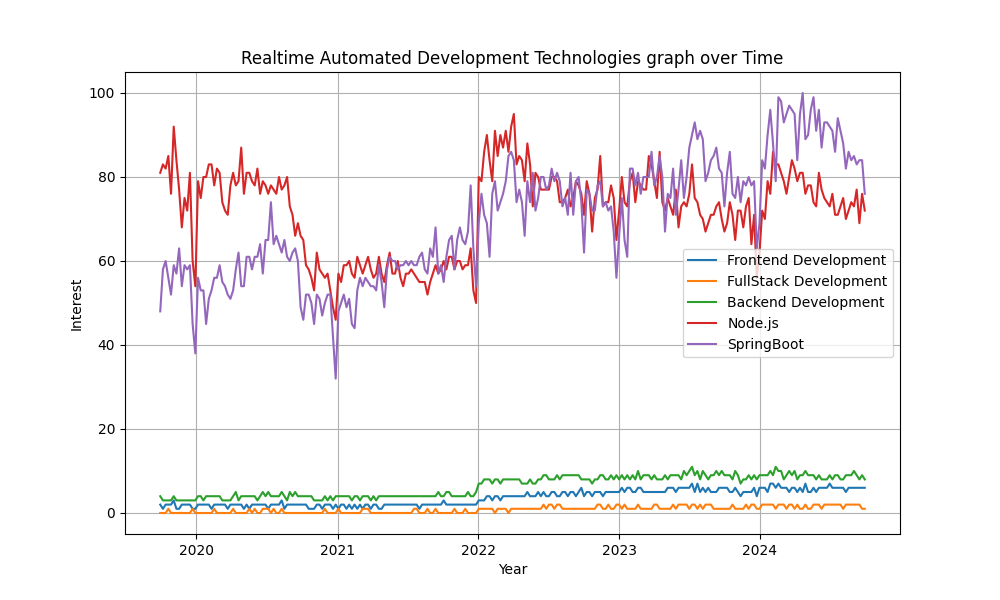 Realtime Automated Development Technologies graph over Time
100
80
60
40
20
0
Interest
Frontend Development
FullStack Development
Backend Development
Node.js
SpringBoot
2020
2021
2022
2023
2024
Year